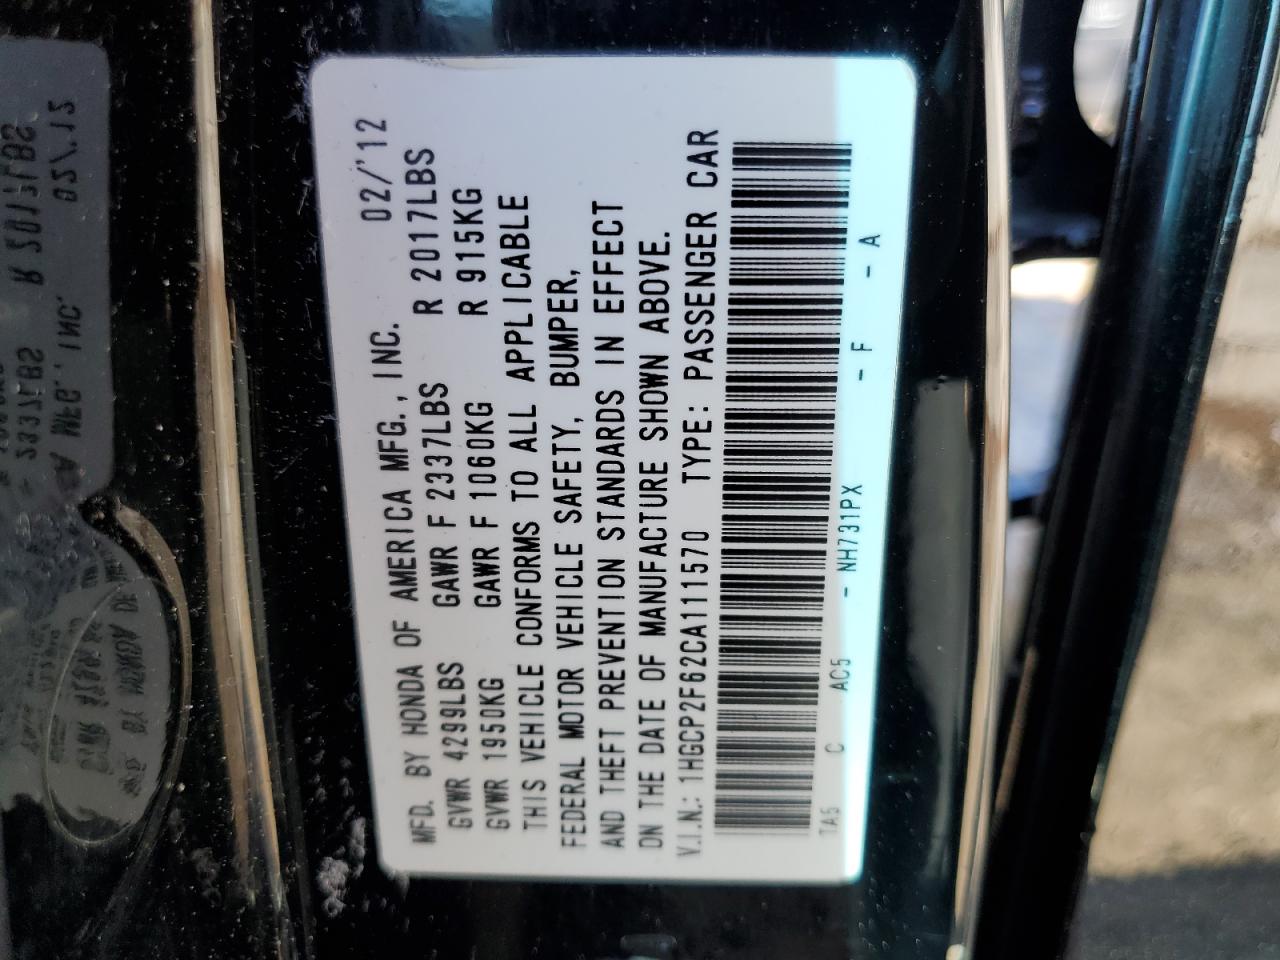 MFD. BY HONDA OF AMERICA MFG., INC. 02/'12
GVWR 4299LBS GAWR F 2337LBS R 2017LBS
GVWR 1950KG GAWR F 1060KG R 915KG
THIS VEHICLE CONFORMS TO ALL APPLICABLE
FEDERAL MOTOR VEHICLE SAFETY, BUMPER,
AND THEFT PREVENTION STANDARDS IN EFFECT
ON THE DATE OF MANUFACTURE SHOWN ABOVE.
V.I.N.: 1HGCP2F62CA111570 TYPE: PASSENGER CAR
TA5 C AC5 - NH731PX - F - A